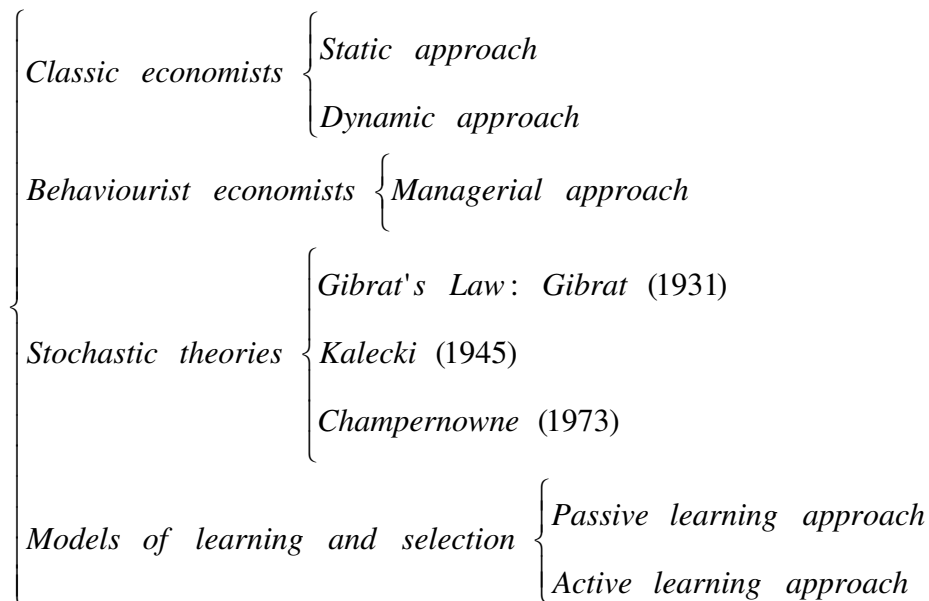 Static approach
Classic economists
Dynamic approach
Behaviourist economists Managerial approach
Gibrat's Law: Gibrat (1931)
Stochastic theories Kalecki (1945)
Champernowne (1973)
Passive learning approach
Models of learning and selection
Active learning approach